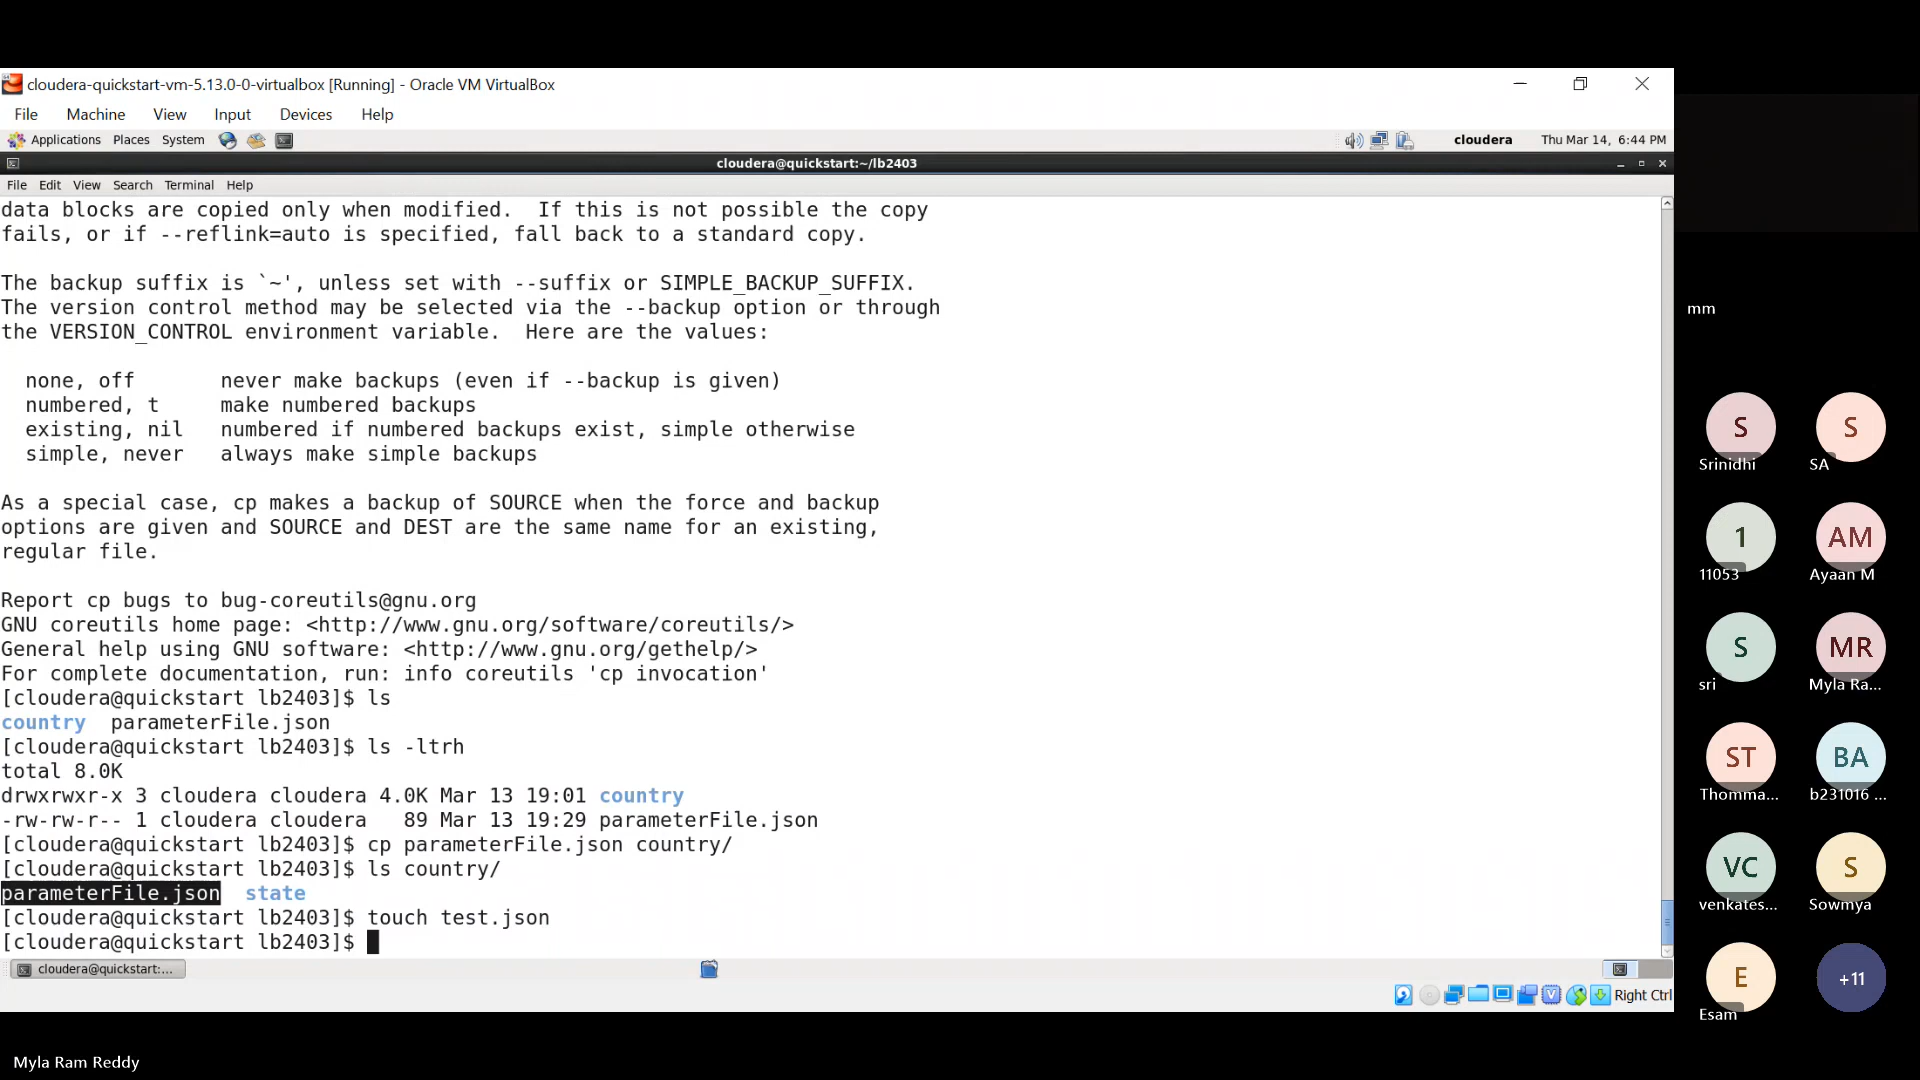 cloudera-quickstart-vm-5.13.0-0-virtualbox [Running] - Oracle VM VirtualBox
File Machine View Input Devices Help
Applications Places System cloudera Thu Mar 14, 6:44 PM
cloudera@quickstart:~/lb2403
File Edit View Search Terminal Help
data blocks are copied only when modified.  If this is not possible the copy
fails, or if --reflink=auto is specified, fall back to a standard copy.
The backup suffix is `~', unless set with --suffix or SIMPLE_BACKUP_SUFFIX.
The version control method may be selected via the --backup option or through
the VERSION_CONTROL environment variable.  Here are the values:
none, off       never make backups (even if --backup is given)
numbered, t     make numbered backups
existing, nil   numbered if numbered backups exist, simple otherwise
simple, never   always make simple backups
As a special case, cp makes a backup of SOURCE when the force and backup
options are given and SOURCE and DEST are the same name for an existing,
regular file.
Report cp bugs to bug-coreutils@gnu.org
GNU coreutils home page: <http://www.gnu.org/software/coreutils/>
General help using GNU software: <http://www.gnu.org/gethelp/>
For complete documentation, run: info coreutils 'cp invocation'
[cloudera@quickstart lb2403]$ ls
country  parameterFile.json
[cloudera@quickstart lb2403]$ ls -ltrh
total 8.0K
drwxrwxr-x 3 cloudera cloudera 4.0K Mar 13 19:01 country
-rw-rw-r-- 1 cloudera cloudera   89 Mar 13 19:29 parameterFile.json
[cloudera@quickstart lb2403]$ cp parameterFile.json country/
[cloudera@quickstart lb2403]$ ls country/
parameterFile.json  state
[cloudera@quickstart lb2403]$ touch test.json
[cloudera@quickstart lb2403]$
cloudera@quickstart:...
Right Ctrl
mm
S S
Srinidhi SA
1 AM
11053 Ayaan M
S MR
sri Myla Ra...
ST BA
Thomma... b231016 ...
VC S
venkates... Sowmya
E +11
Esam
Myla Ram Reddy